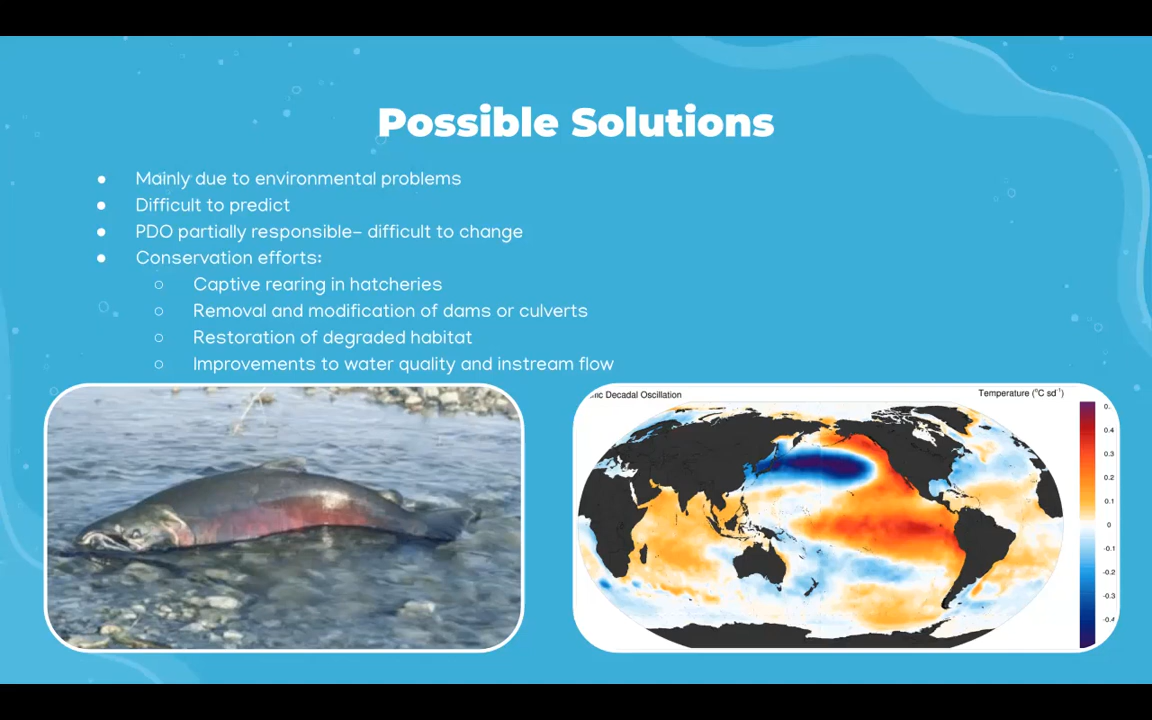 Possible Solutions
● Mainly due to environmental problems
● Difficult to predict
● PDO partially responsible– difficult to change
● Conservation efforts:
○ Captive rearing in hatcheries
○ Removal and modification of dams or culverts
○ Restoration of degraded habitat
○ Improvements to water quality and instream flow
Decadal Oscillation
Temperature (°C sd⁻¹)
0.
0.4
0.3
0.2
0.1
0
-0.1
-0.2
-0.3
-0.4